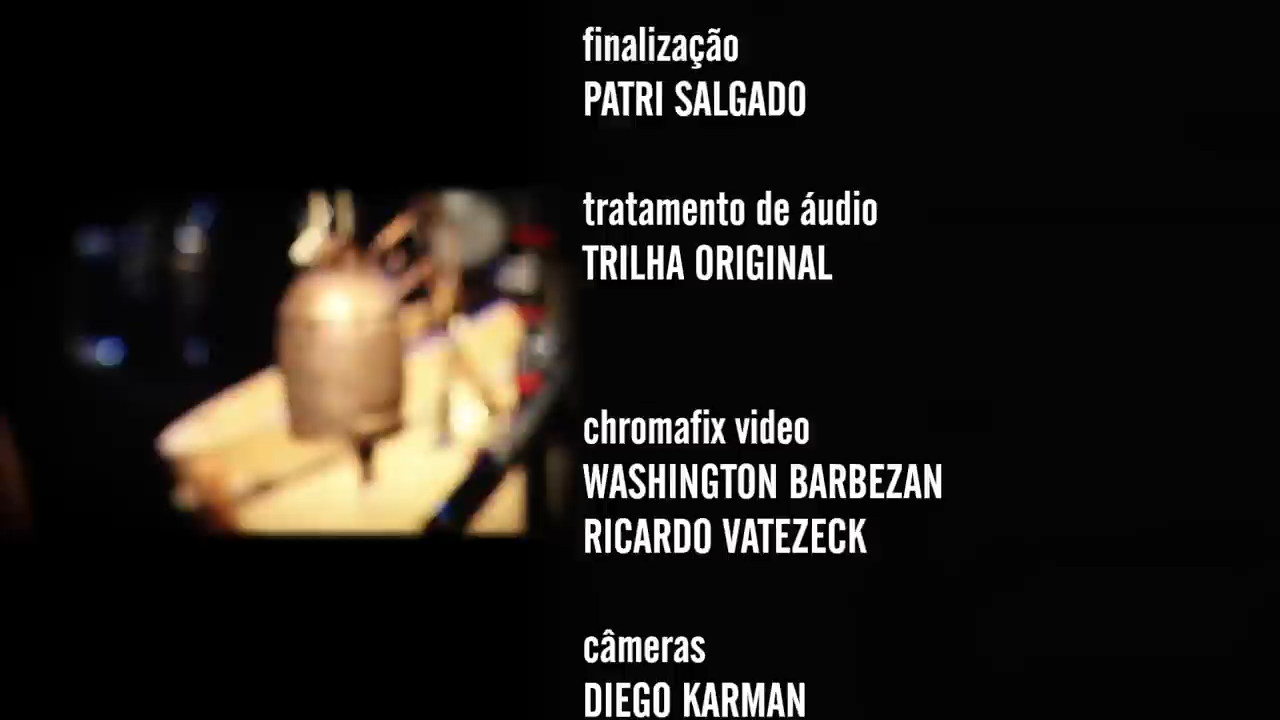 finalização
PATRI SALGADO
tratamento de áudio
TRILHA ORIGINAL
chromafix video
WASHINGTON BARBEZAN
RICARDO VATEZECK
câmeras
DIEGO KARMAN